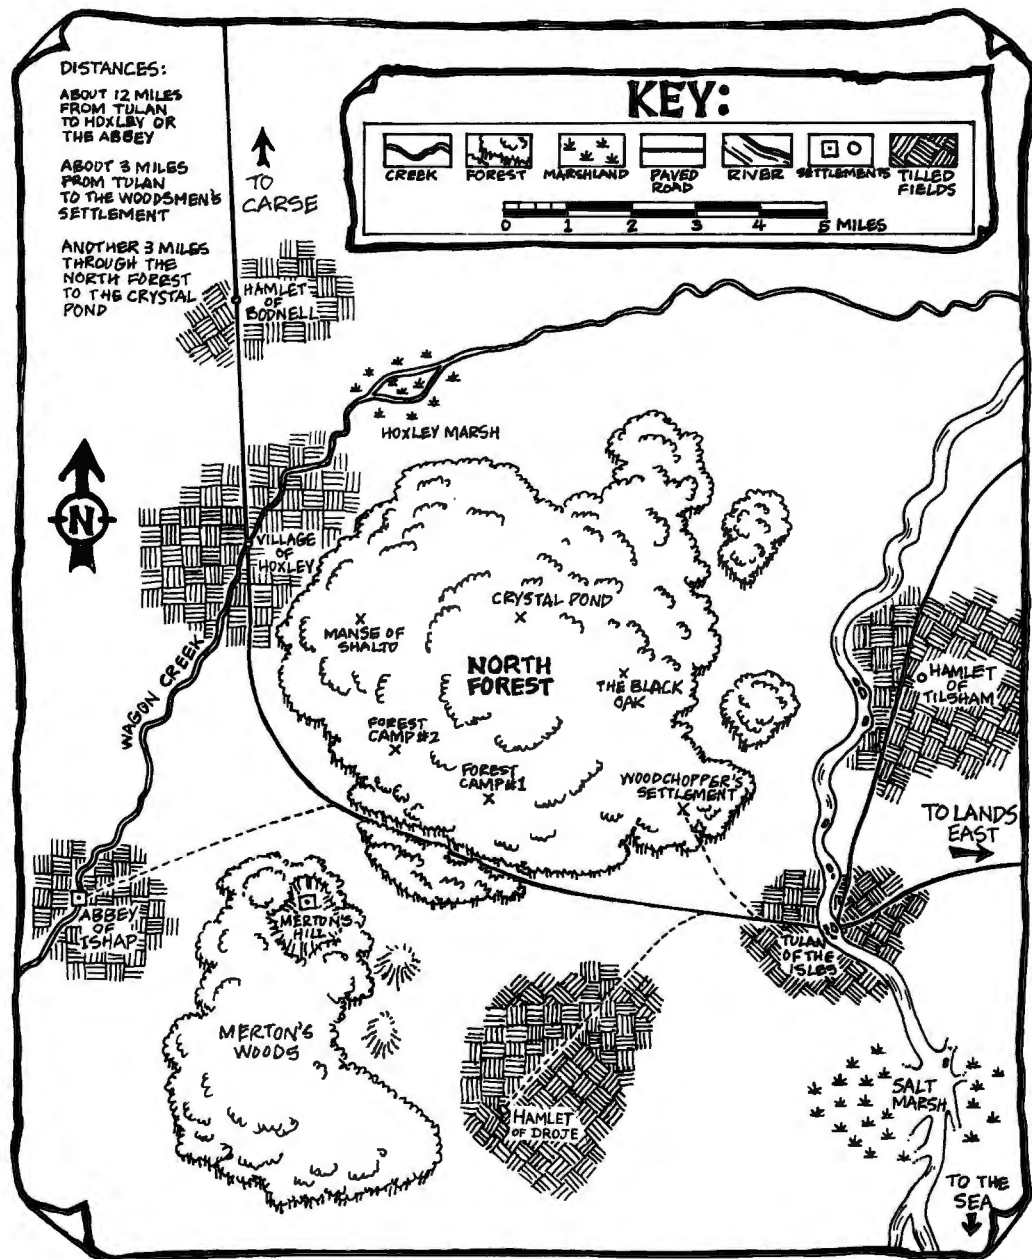 DISTANCES:
ABOUT 12 MILES
FROM TULAN
TO HOXLEY OR
THE ABBEY
ABOUT 3 MILES
FROM TULAN
TO THE WOODSMEN'S
SETTLEMENT
ANOTHER 3 MILES
THROUGH THE
NORTH FOREST
TO THE CRYSTAL
POND
KEY:
CREEK
FOREST
MARSHLAND
PAVED
ROAD
RIVER
SETTLEMENTS
TILLED
FIELDS
0 1 2 3 4 5 MILES
TO
CARSE
HAMLET
OF
BODNELL
HOXLEY MARSH
N
VILLAGE
OF
HOXLEY
WAGON CREEK
CRYSTAL POND
MANSE OF
SHALTO
NORTH
FOREST
THE BLACK
OAK
HAMLET
OF
TILSHAM
FOREST
CAMP #2
FOREST
CAMP #1
WOODCHOPPER'S
SETTLEMENT
TO LANDS
EAST
ABBEY
OF
ISHAP
MERTON'S
HILL
TULAN
OF THE
ISLES
MERTON'S
WOODS
HAMLET
OF DROJE
SALT
MARSH
TO THE
SEA